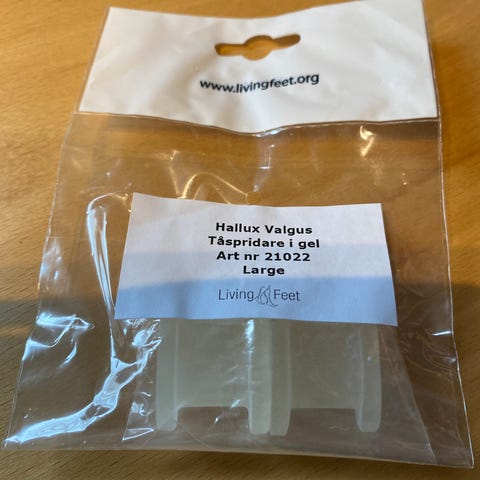 www.livingfeet.org
Hallux Valgus
Tåspridare i gel
Art nr 21022
Large
Living Feet